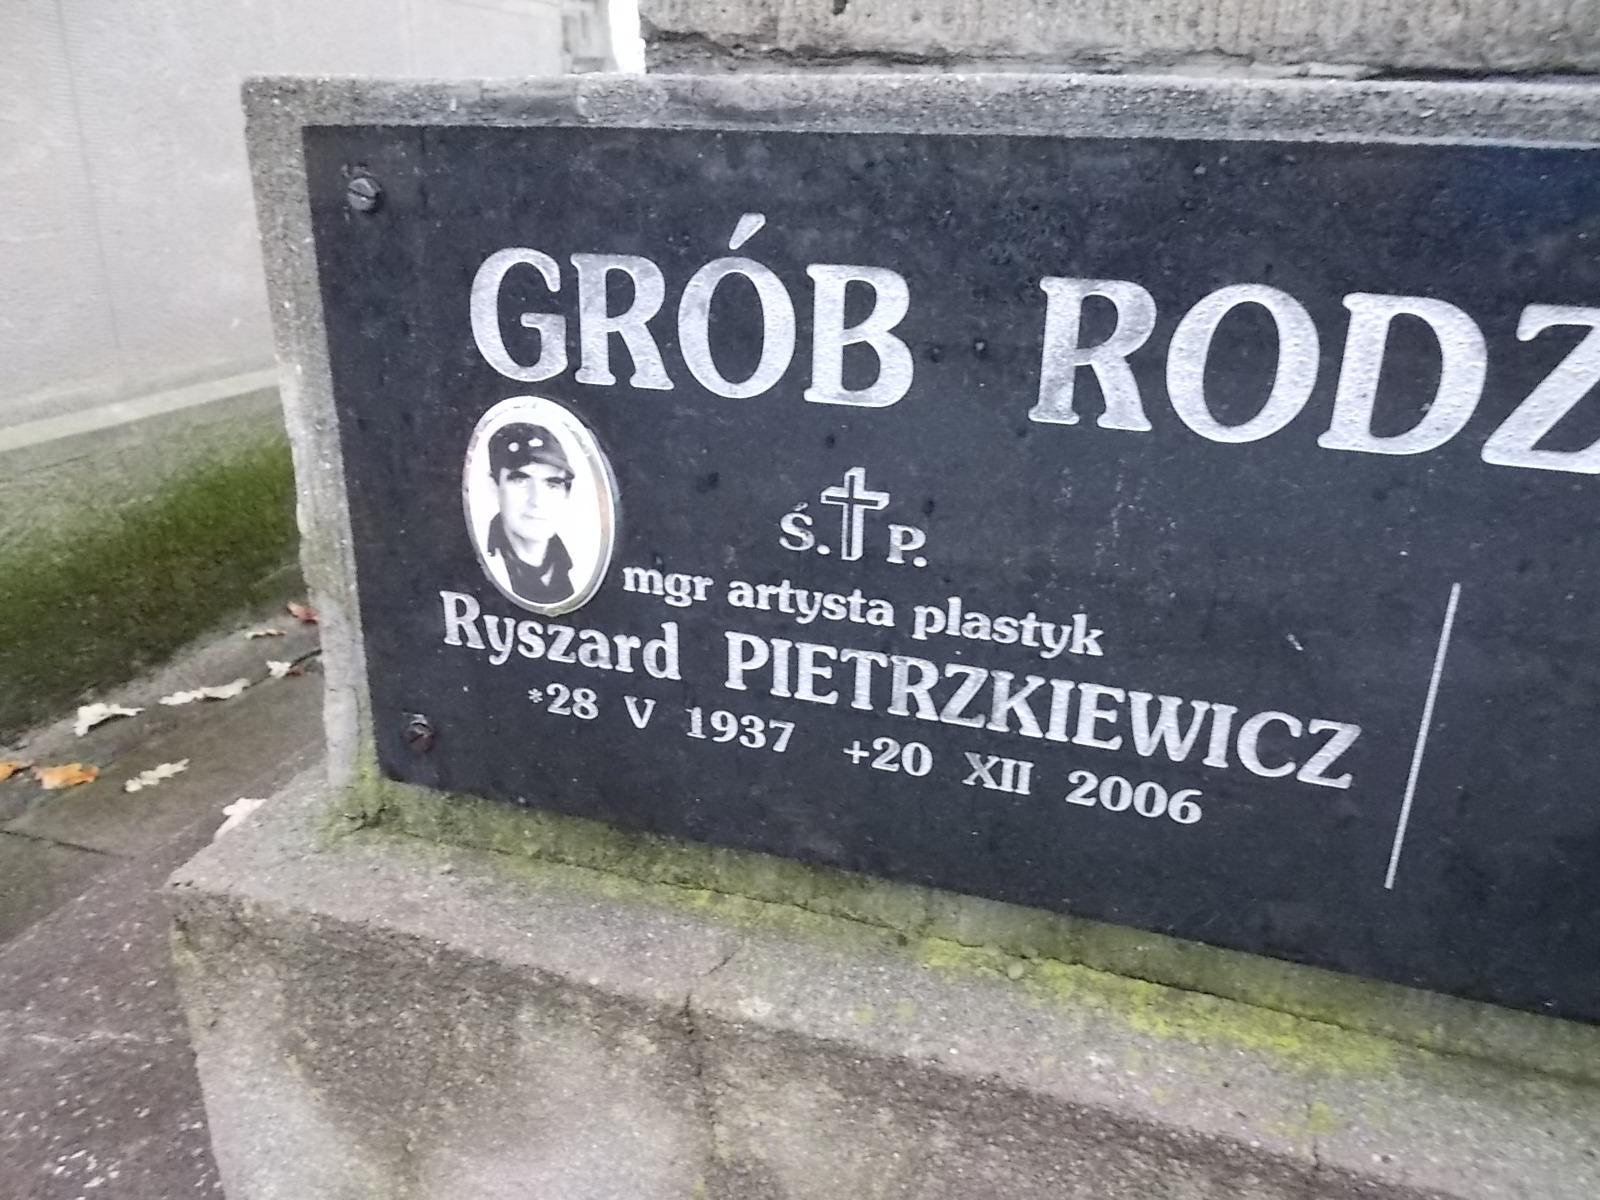 GRÓB RODZ
Ś. P.
mgr artysta plastyk
Ryszard PIETRZKIEWICZ
*28 V 1937 +20 XII 2006